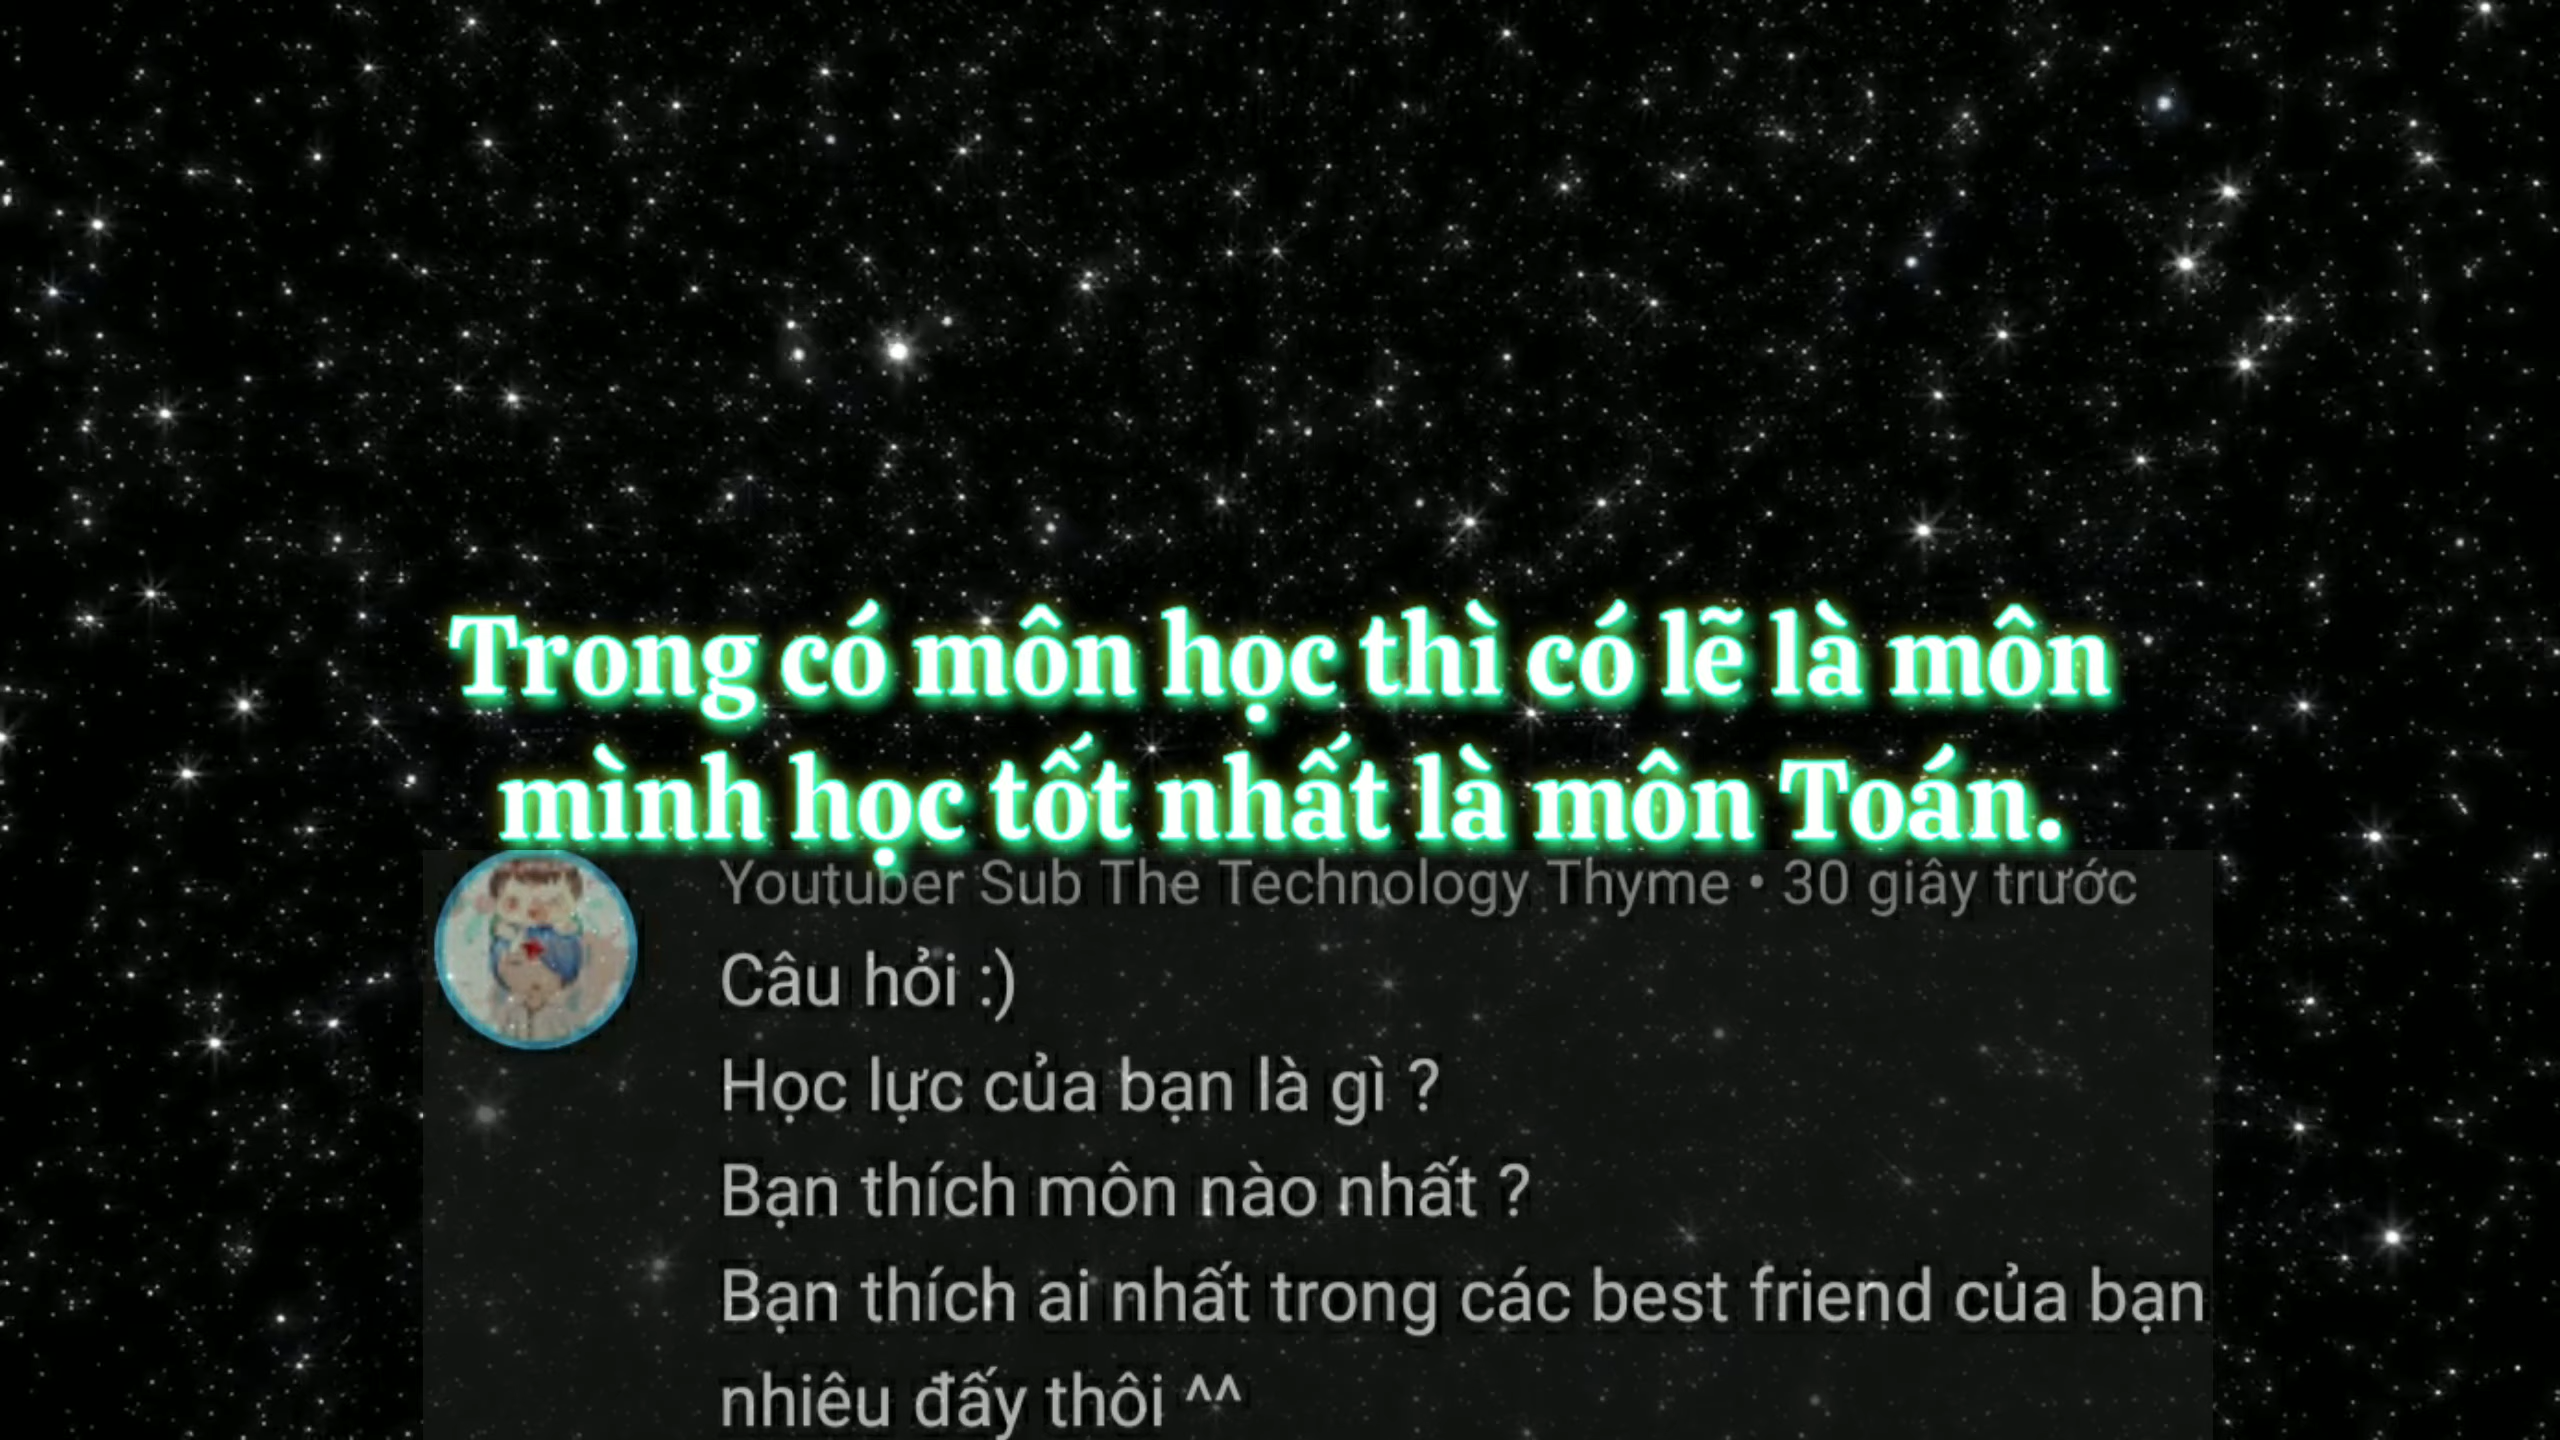 Trong có môn học thì có lẽ là môn
mình học tốt nhất là môn Toán.
Youtuber Sub The Technology Thyme • 30 giây trước
Câu hỏi :)
Học lực của bạn là gì ?
Bạn thích môn nào nhất ?
Bạn thích ai nhất trong các best friend của bạn
nhiêu đấy thôi ^^